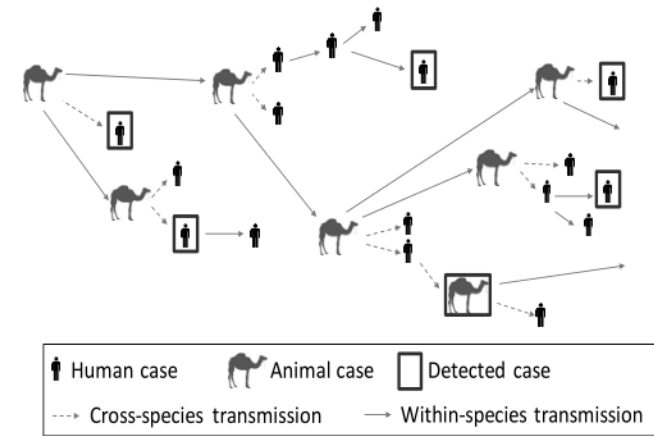 Human case Animal case Detected case
Cross-species transmission Within-species transmission